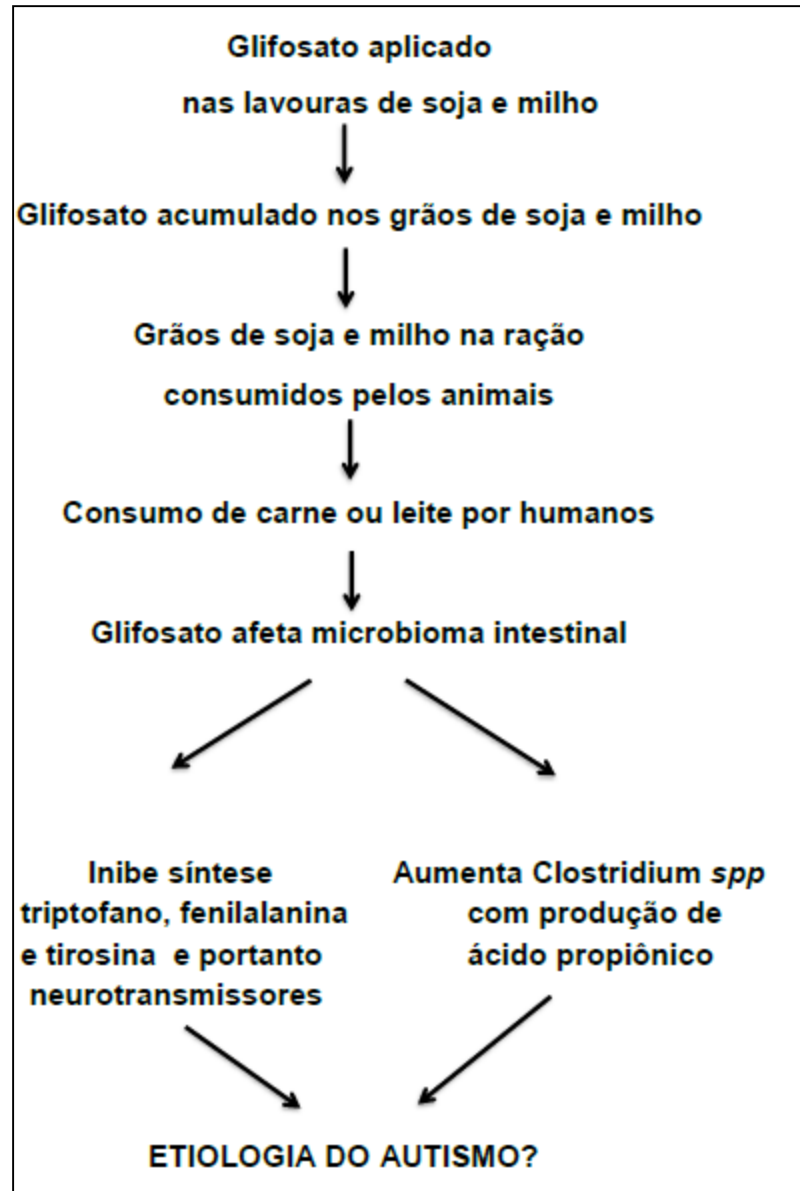 Glifosato aplicado
nas lavouras de soja e milho
Glifosato acumulado nos grãos de soja e milho
Grãos de soja e milho na ração
consumidos pelos animais
Consumo de carne ou leite por humanos
Glifosato afeta microbioma intestinal
Inibe síntese
triptofano, fenilalanina
e tirosina e portanto
neurotransmissores
Aumenta Clostridium spp
com produção de
ácido propiônico
ETIOLOGIA DO AUTISMO?